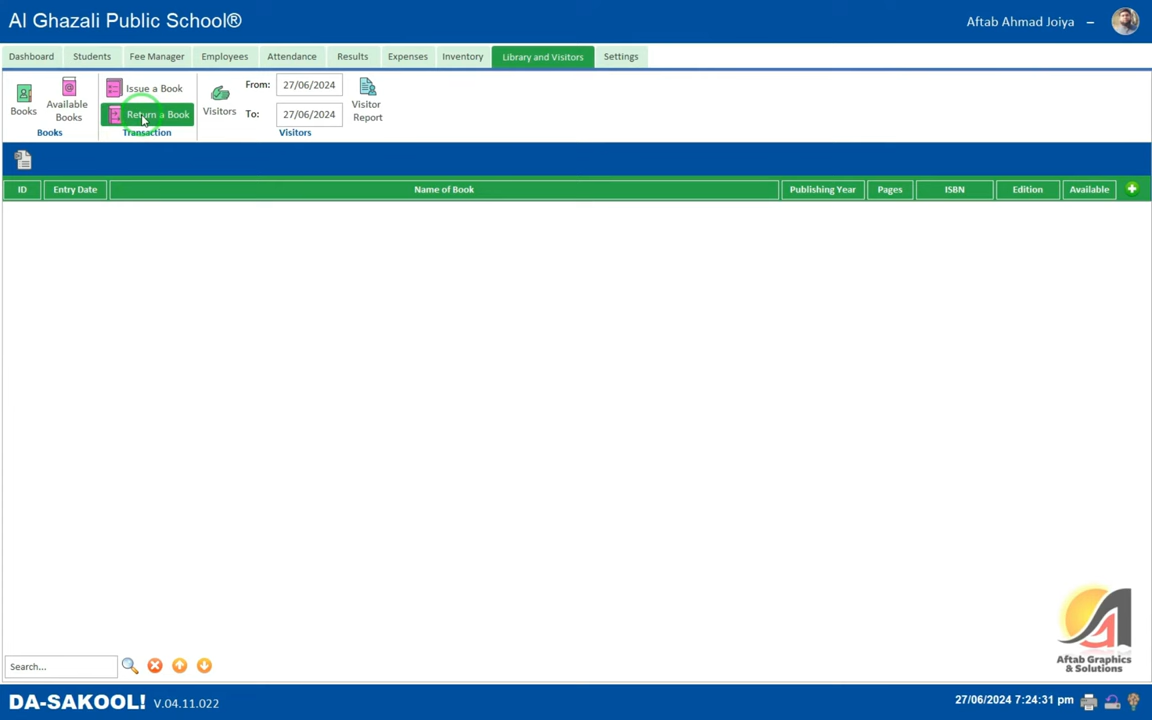 Al Ghazali Public School®
Aftab Ahmad Joiya
Dashboard Students Fee Manager Employees Attendance Results Expenses Inventory Library and Visitors Settings
Books
Available Books
Books
Issue a Book
Return a Book
Transaction
Visitors
From: 27/06/2024
To: 27/06/2024
Visitor Report
Visitors
ID Entry Date Name of Book Publishing Year Pages ISBN Edition Available
Aftab Graphics
& Solutions
Search...
DA-SAKOOL! V.04.11.022
27/06/2024 7:24:31 pm